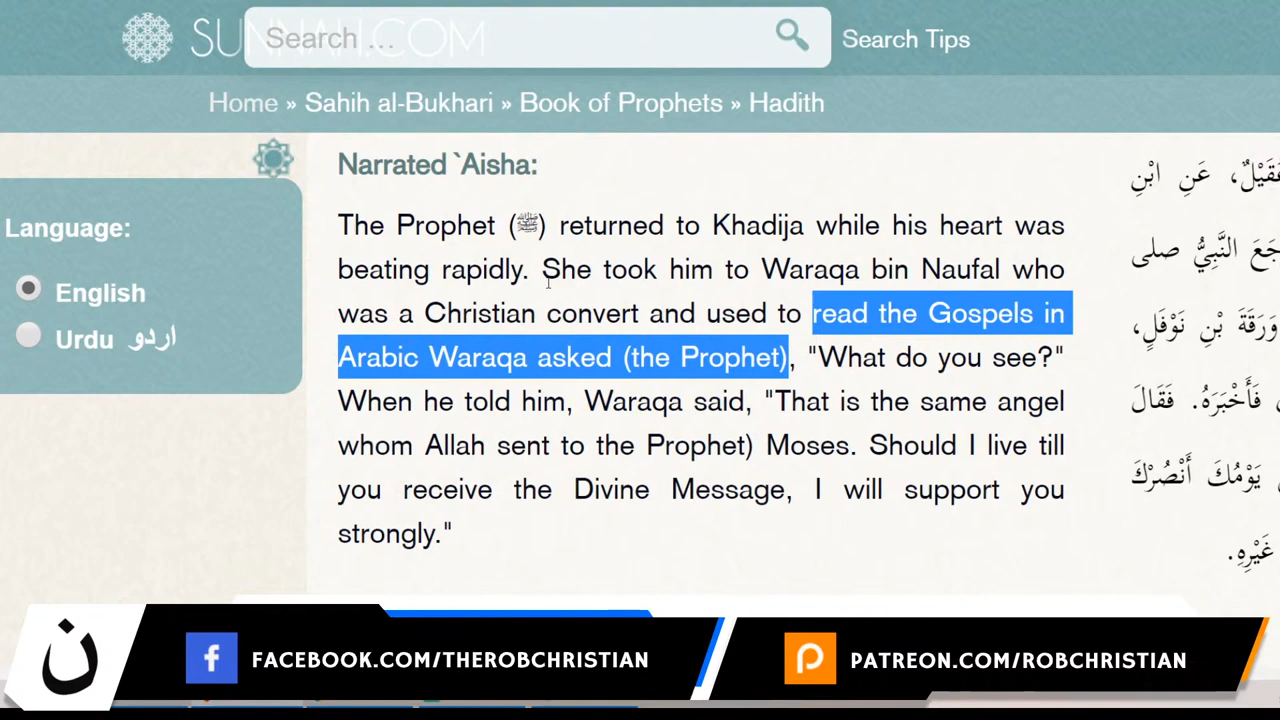 SUNNAH.COM
Search ...
Search Tips
Home » Sahih al-Bukhari » Book of Prophets » Hadith
Language:
English
Urdu اردو
Narrated `Aisha:
The Prophet (ﷺ) returned to Khadija while his heart was
beating rapidly. She took him to Waraqa bin Naufal who
was a Christian convert and used to read the Gospels in
Arabic Waraqa asked (the Prophet), "What do you see?"
When he told him, Waraqa said, "That is the same angel
whom Allah sent to the Prophet) Moses. Should I live till
you receive the Divine Message, I will support you
strongly."
عُقَيْلٌ، عَنِ ابْنِ
جَعَ النَّبِيُّ صلى
وَرَقَةَ بْنِ نَوْفَلٍ،
فَأَخْبَرَهُ. فَقَالَ
يَوْمُكَ أَنْصُرْكَ
غَيْرِهِ.
ن
FACEBOOK.COM/THEROBCHRISTIAN
PATREON.COM/ROBCHRISTIAN